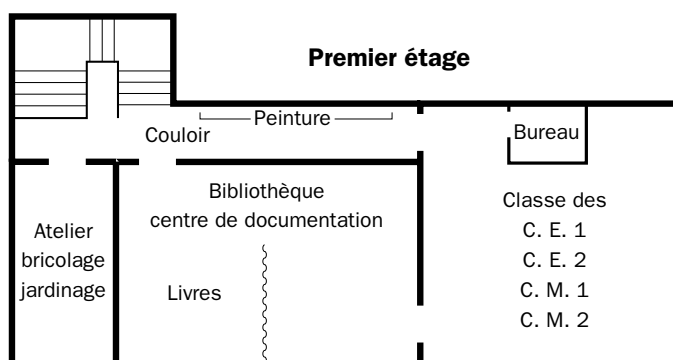 Premier étage
Peinture
Couloir
Bureau
Bibliothèque
centre de documentation
Classe des
C. E. 1
C. E. 2
C. M. 1
C. M. 2
Atelier
bricolage
jardinage
Livres